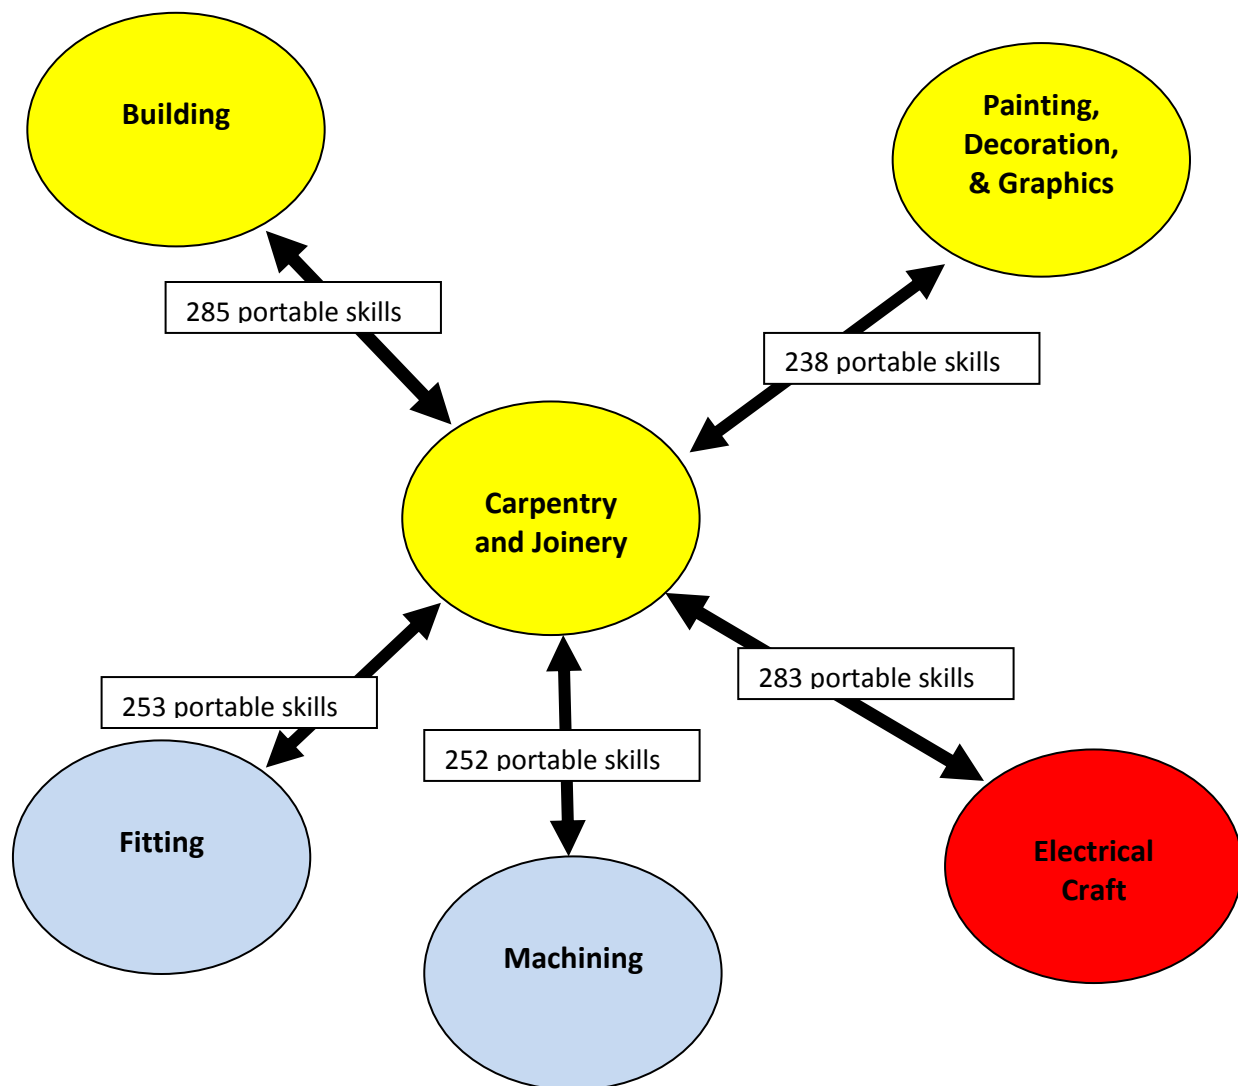 Building
Painting,
Decoration,
& Graphics
285 portable skills
238 portable skills
Carpentry
and Joinery
253 portable skills
252 portable skills
283 portable skills
Fitting
Machining
Electrical
Craft